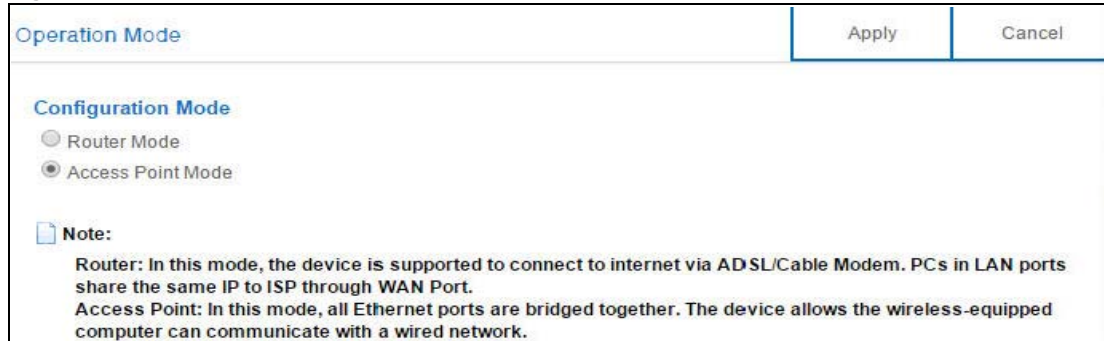 Operation Mode
Apply
Cancel
Configuration Mode
Router Mode
Access Point Mode
Note:
Router: In this mode, the device is supported to connect to internet via ADSL/Cable Modem. PCs in LAN ports
share the same IP to ISP through WAN Port.
Access Point: In this mode, all Ethernet ports are bridged together. The device allows the wireless-equipped
computer can communicate with a wired network.